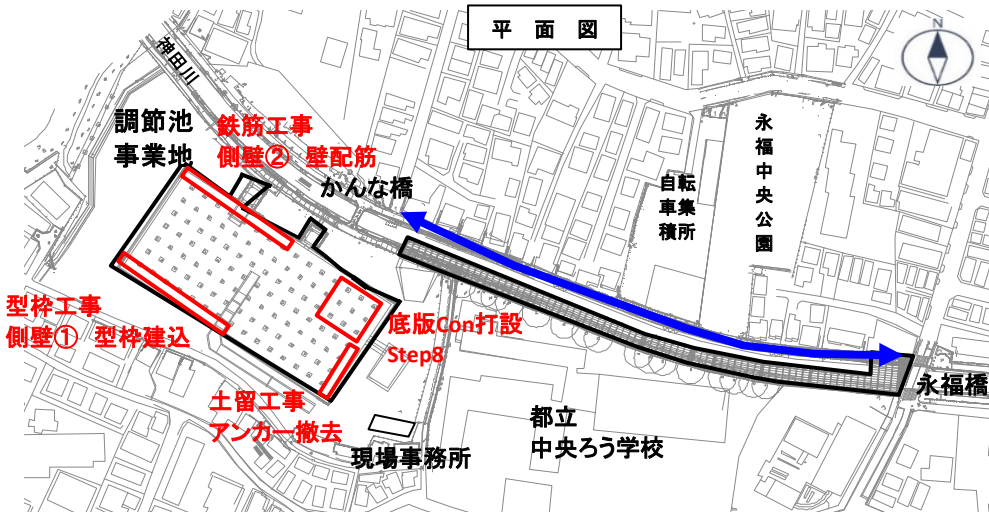 平 面 図
N
神田川
調節池
事業地
鉄筋工事
側壁② 壁配筋
かんな橋
自転
車集
積所
永福中央公園
型枠工事
側壁① 型枠建込
底版Con打設
Step8
土留工事
アンカー撤去
現場事務所
都立
中央ろう学校
永福橋